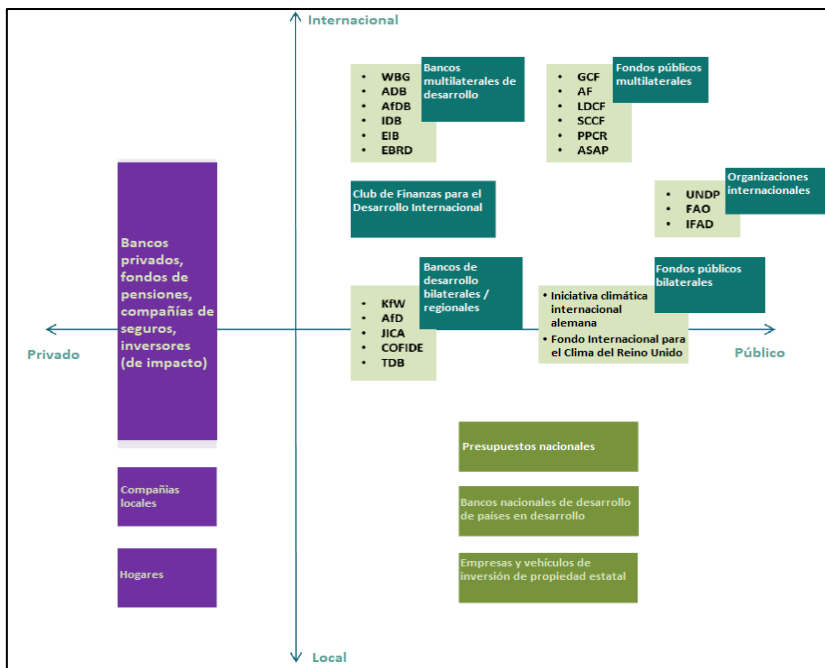 Internacional
• WBG
• ADB
• AfDB
• IDB
• EIB
• EBRD
Bancos
multilaterales de
desarrollo
• GCF
• AF
• LDCF
• SCCF
• PPCR
• ASAP
Fondos públicos
multilaterales
Club de Finanzas para el
Desarrollo Internacional
• UNDP
• FAO
• IFAD
Organizaciones
internacionales
Bancos
privados,
fondos de
pensiones,
compañías de
seguros,
inversores
(de impacto)
• KfW
• AfD
• JICA
• COFIDE
• TDB
Bancos de
desarrollo
bilaterales /
regionales
• Iniciativa climática
internacional
alemana
• Fondo Internacional para
el Clima del Reino Unido
Fondos públicos
bilaterales
Privado
Público
Presupuestos nacionales
Compañias
locales
Bancos nacionales de desarrollo
de países en desarrollo
Hogares
Empresas y vehículos de
inversión de propiedad estatal
Local